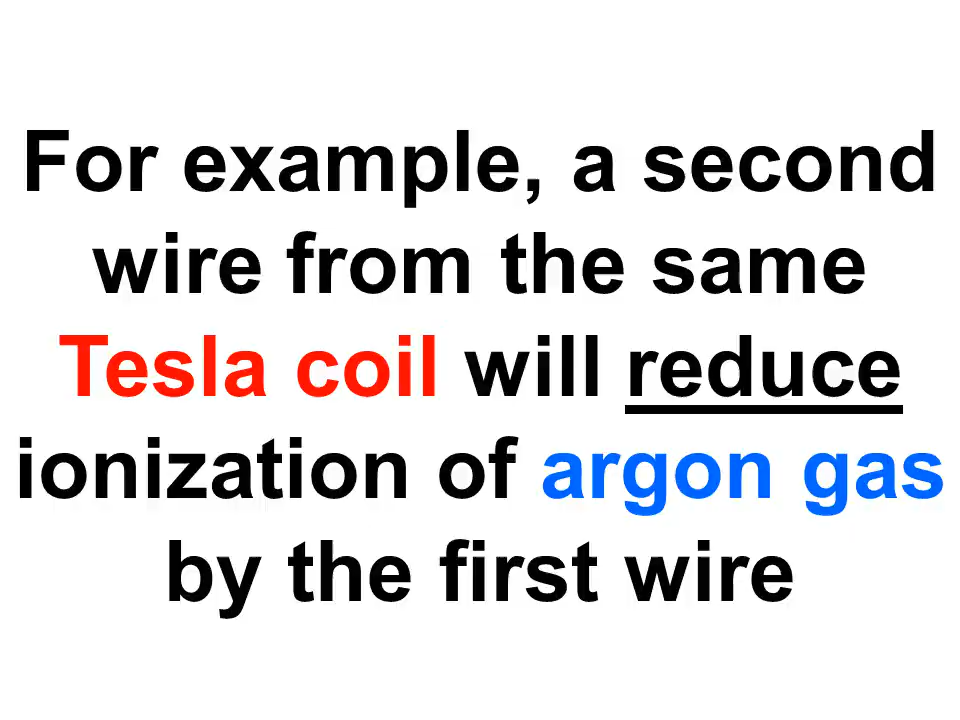 For example, a second
wire from the same
Tesla coil will reduce
ionization of argon gas
by the first wire